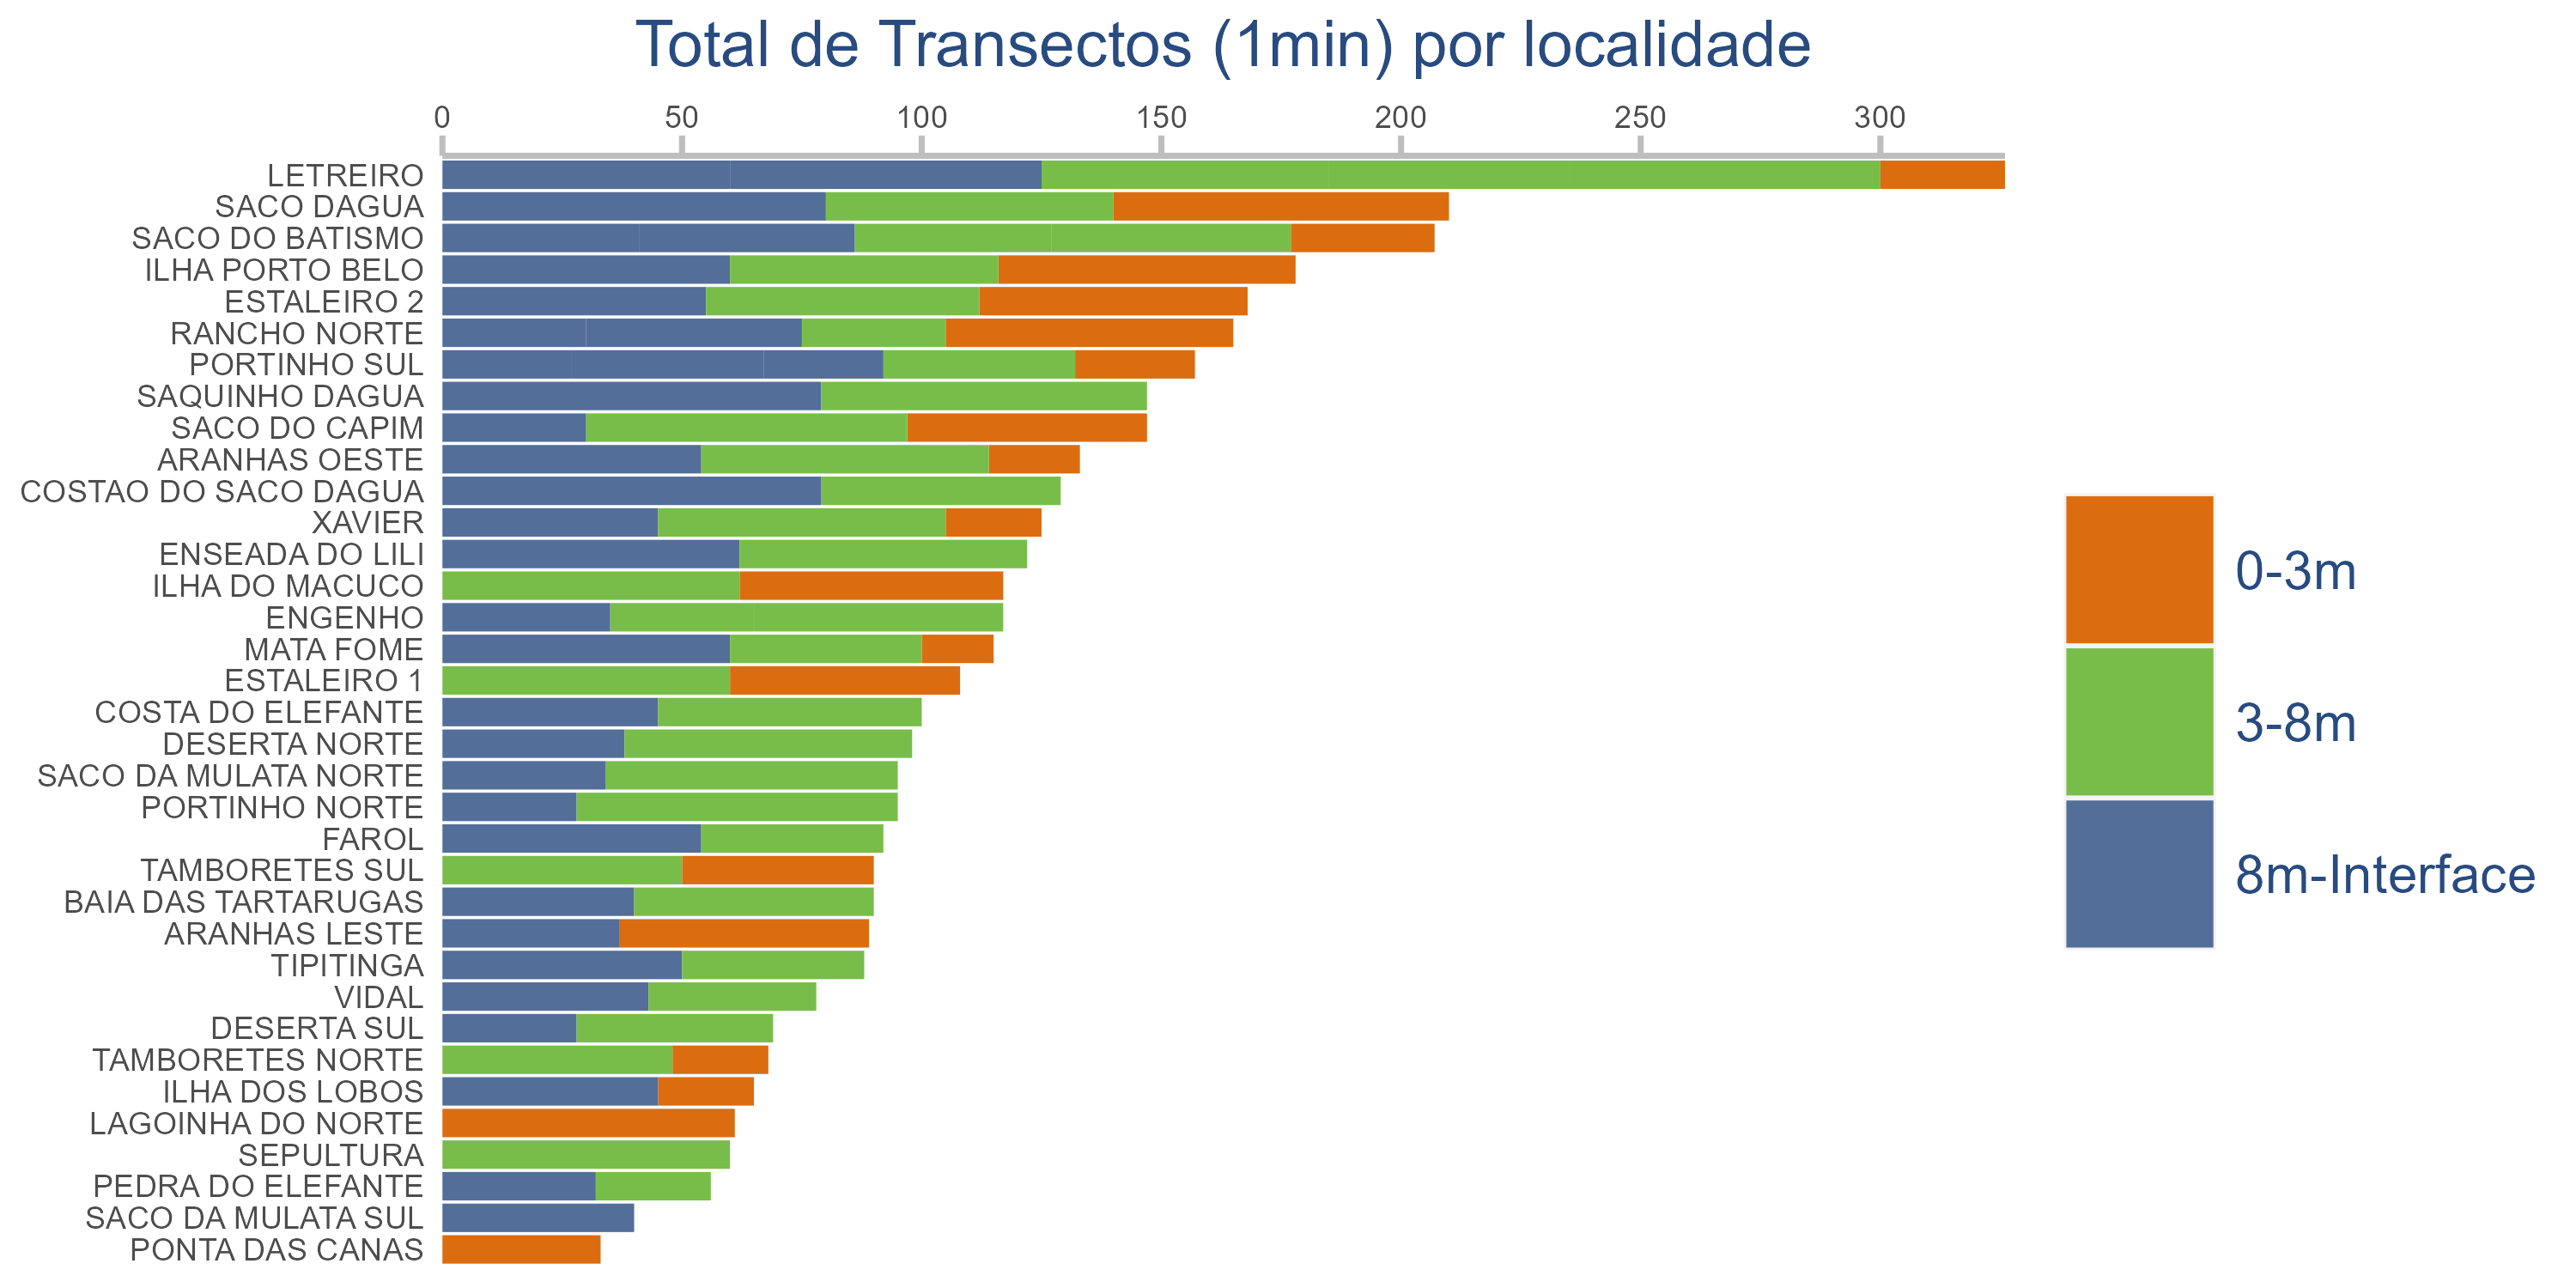 Total de Transectos (1min) por localidade
0 50 100 150 200 250 300
LETREIRO
SACO DAGUA
SACO DO BATISMO
ILHA PORTO BELO
ESTALEIRO 2
RANCHO NORTE
PORTINHO SUL
SAQUINHO DAGUA
SACO DO CAPIM
ARANHAS OESTE
COSTAO DO SACO DAGUA
XAVIER
ENSEADA DO LILI
ILHA DO MACUCO
ENGENHO
MATA FOME
ESTALEIRO 1
COSTA DO ELEFANTE
DESERTA NORTE
SACO DA MULATA NORTE
PORTINHO NORTE
FAROL
TAMBORETES SUL
BAIA DAS TARTARUGAS
ARANHAS LESTE
TIPITINGA
VIDAL
DESERTA SUL
TAMBORETES NORTE
ILHA DOS LOBOS
LAGOINHA DO NORTE
SEPULTURA
PEDRA DO ELEFANTE
SACO DA MULATA SUL
PONTA DAS CANAS
0-3m
3-8m
8m-Interface